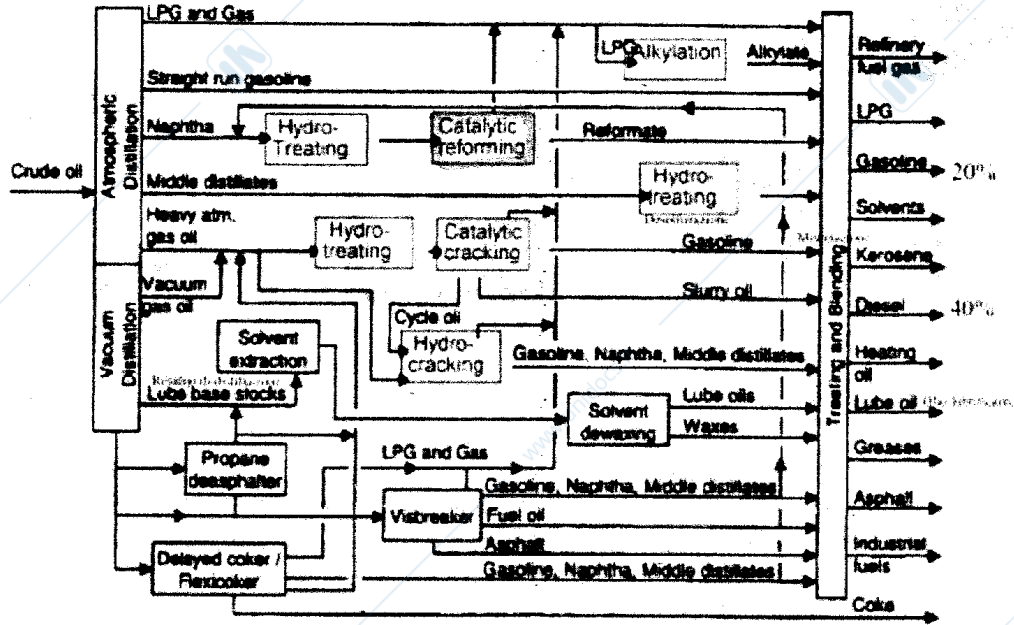 LPG and Gas
LPG
Alkylation
Alkylate
Refinery
fuel gas
Straight run gasoline
LPG
Naphtha
Hydro-
Treating
Catalytic
reforming
Reformate
Gasoline
20%
Crude oil
Atmospheric
Distillation
Middle distillates
Hydro-
treating
Solvents
Heavy atm.
gas oil
Hydro-
treating
Catalytic
cracking
Gasoline
Kerosene
Vacuum
gas oil
Slurry oil
Diesel
40%
Cycle oil
Vacuum
Distillation
Solvent
extraction
Hydro-
cracking
Gasoline, Naphtha, Middle distillates
Treating and Blending
Heating
oil
Lube base stocks
Solvent
dewaxing
Lube oils
Waxes
Lube oil
Greases
Propane
deasphalter
LPG and Gas
Gasoline, Naphtha, Middle distillates
Visbreaker
Fuel oil
Asphalt
Asphalt
Delayed coker /
Flexicoker
Gasoline, Naphtha, Middle distillates
Industrial
fuels
Coke